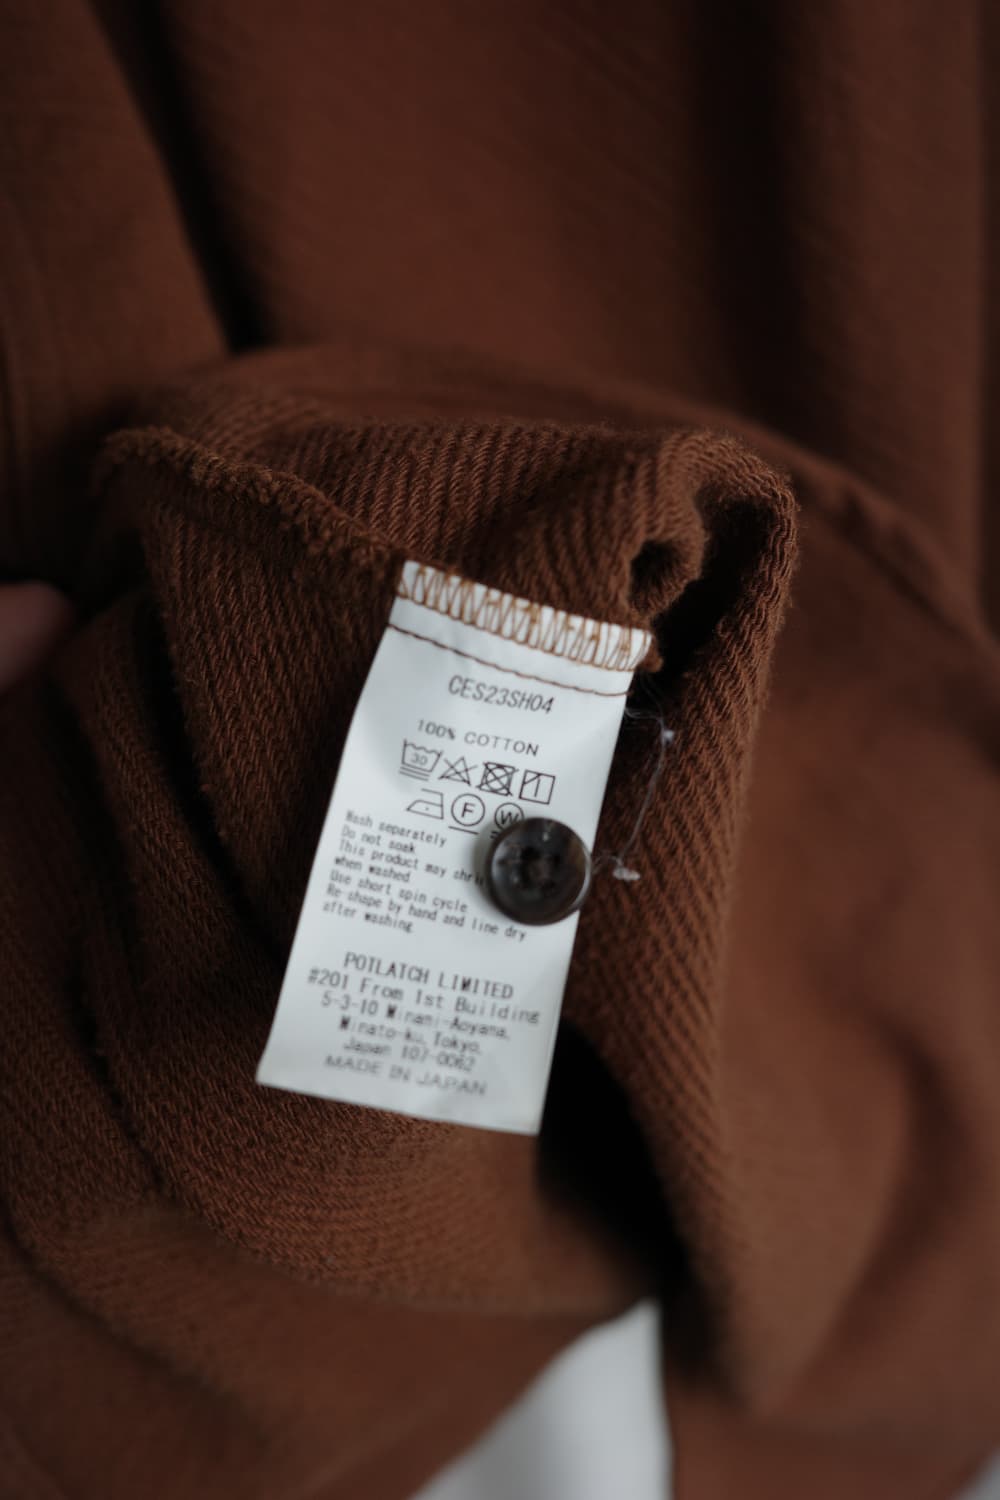 CES23SH04
100% COTTON
30
F W
Wash separately
Do not soak
This product may shri
when washed
Use short spin cycle
Re-shape by hand and line dry
after washing
POTLATCH LIMITED
#201 From 1st Building
5-3-10 Minami-Aoyama,
Minato-ku, Tokyo,
Japan 107-0062
MADE IN JAPAN